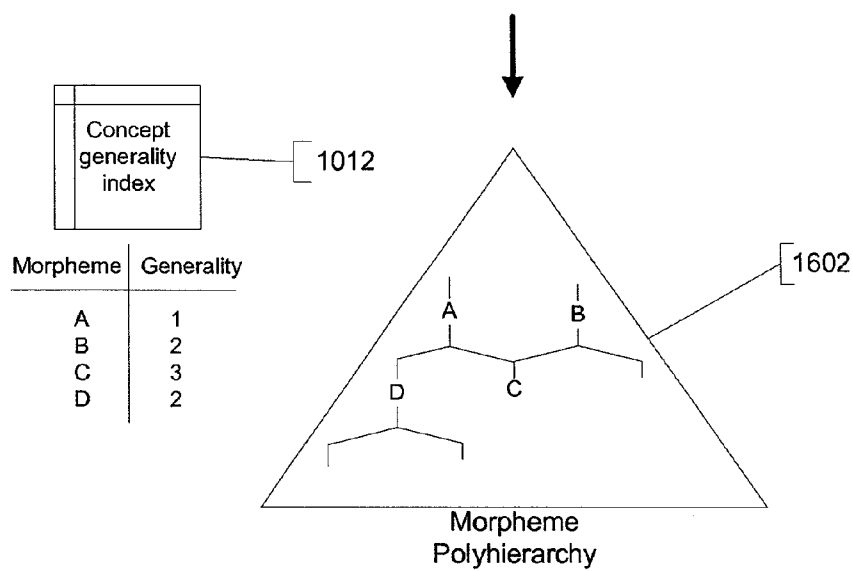 Concept
generality
index
1012
Morpheme Generality
A 1
B 2
C 3
D 2
1602
A B
D C
Morpheme
Polyhierarchy